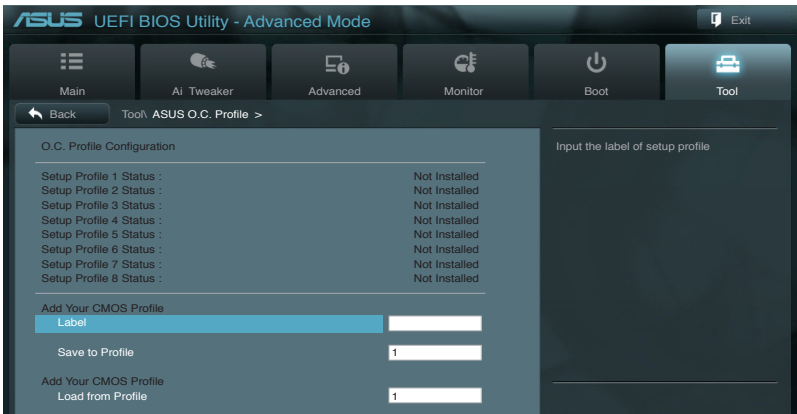 ASUS UEFI BIOS Utility - Advanced Mode
Exit
Main
Ai Tweaker
Advanced
Monitor
Boot
Tool
Back
Tool\ ASUS O.C. Profile >
O.C. Profile Configuration
Input the label of setup profile
Setup Profile 1 Status : Not Installed
Setup Profile 2 Status : Not Installed
Setup Profile 3 Status : Not Installed
Setup Profile 4 Status : Not Installed
Setup Profile 5 Status : Not Installed
Setup Profile 6 Status : Not Installed
Setup Profile 7 Status : Not Installed
Setup Profile 8 Status : Not Installed
Add Your CMOS Profile
Label
Save to Profile 1
Add Your CMOS Profile
Load from Profile 1